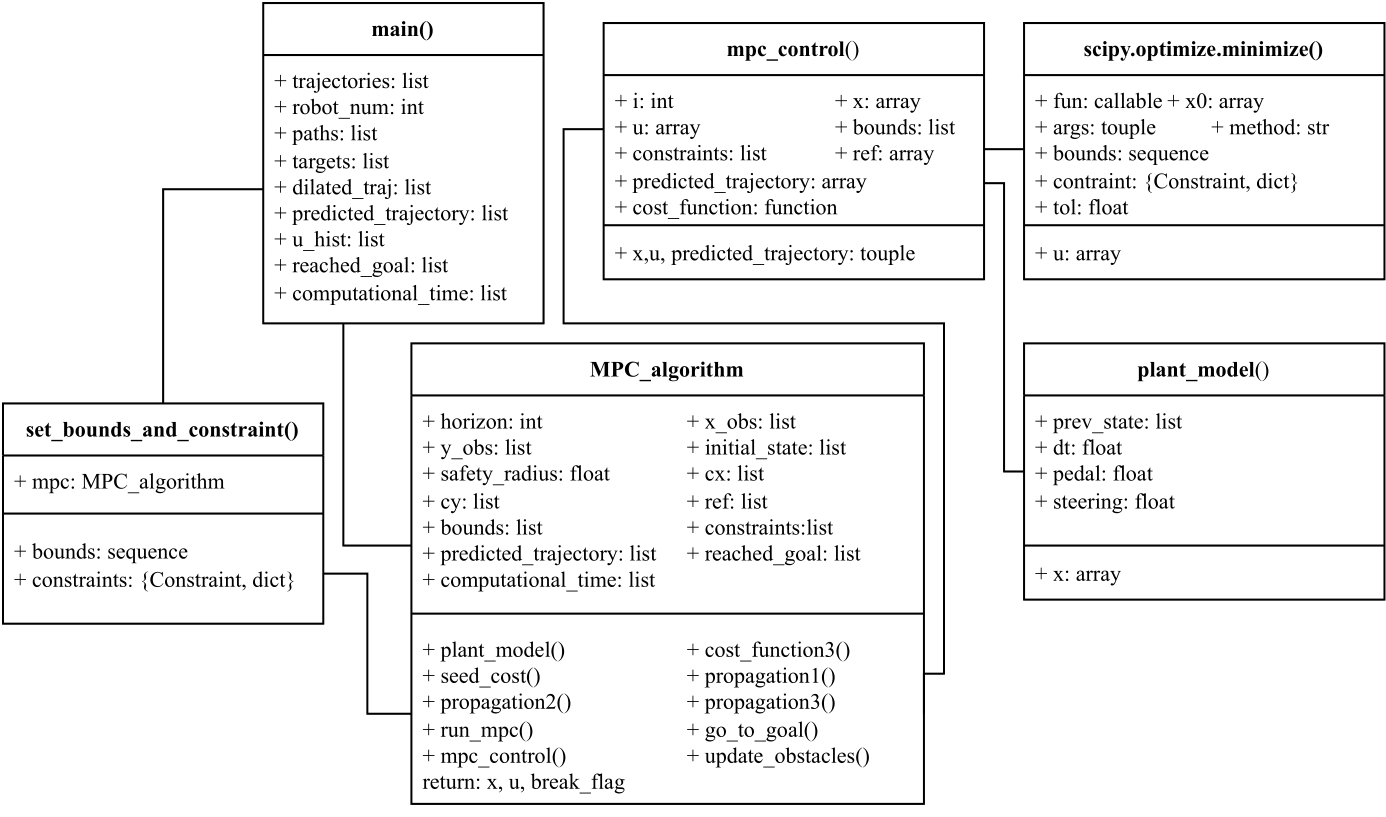 main()
+ trajectories: list
+ robot_num: int
+ paths: list
+ targets: list
+ dilated_traj: list
+ predicted_trajectory: list
+ u_hist: list
+ reached_goal: list
+ computational_time: list
mpc_control()
+ i: int + x: array
+ u: array + bounds: list
+ constraints: list + ref: array
+ predicted_trajectory: array
+ cost_function: function
+ x,u, predicted_trajectory: touple
scipy.optimize.minimize()
+ fun: callable + x0: array
+ args: touple + method: str
+ bounds: sequence
+ contraint: {Constraint, dict}
+ tol: float
+ u: array
set_bounds_and_constraint()
+ mpc: MPC_algorithm
+ bounds: sequence
+ constraints: {Constraint, dict}
MPC_algorithm
+ horizon: int + x_obs: list
+ y_obs: list + initial_state: list
+ safety_radius: float + cx: list
+ cy: list + ref: list
+ bounds: list + constraints:list
+ predicted_trajectory: list + reached_goal: list
+ computational_time: list
+ plant_model() + cost_function3()
+ seed_cost() + propagation1()
+ propagation2() + propagation3()
+ run_mpc() + go_to_goal()
+ mpc_control() + update_obstacles()
return: x, u, break_flag
plant_model()
+ prev_state: list
+ dt: float
+ pedal: float
+ steering: float
+ x: array